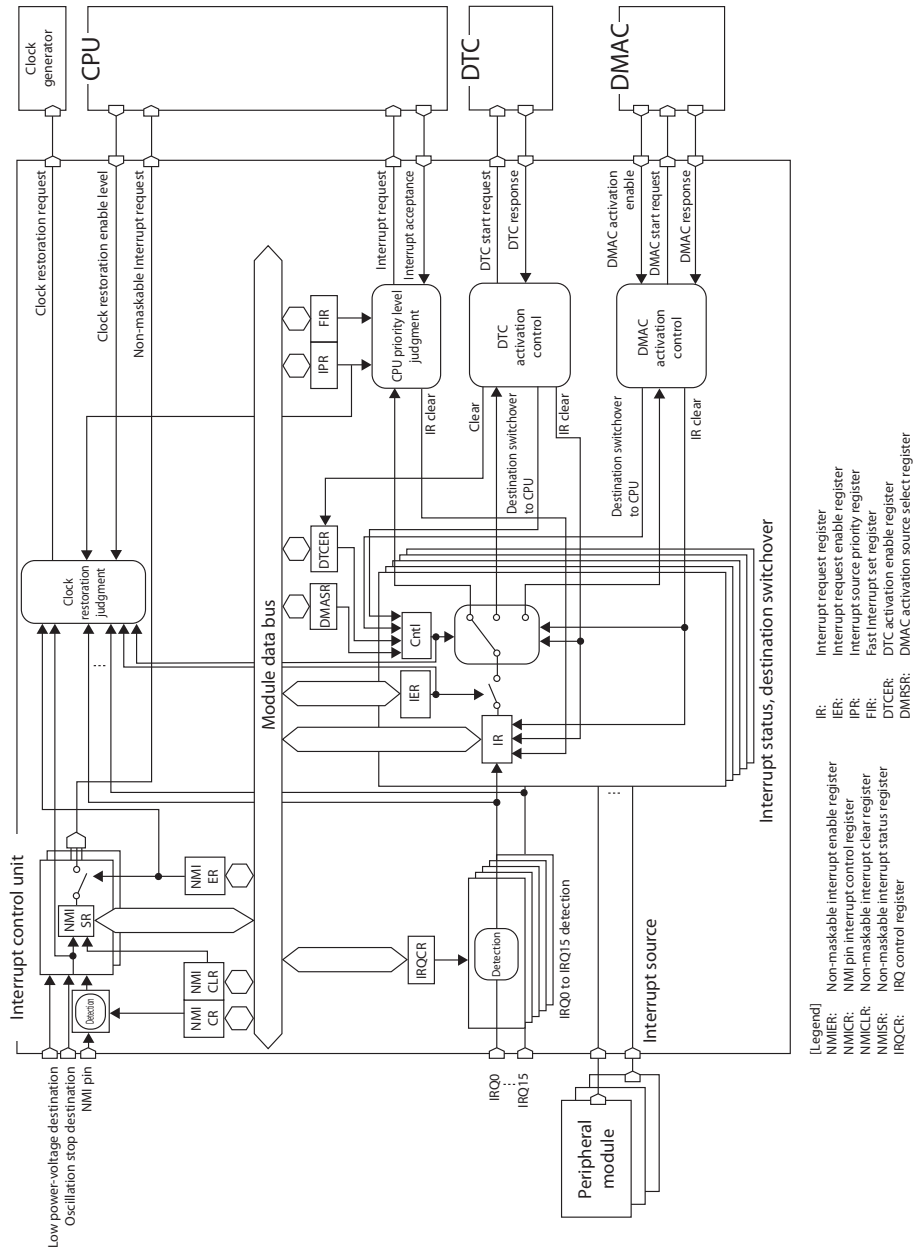 Interrupt control unit
Low power-voltage destination
Oscillation stop destination
NMI pin
Detection
NMI
SR
NMI
CR
NMI
CLR
NMI
ER
Clock
restoration
judgment
Clock restoration request
Clock restoration enable level
Non-maskable Interrupt request
Clock
generator
CPU
Module data bus
IRQCR
Detection
IRQ0
IRQ15
IRQ0 to IRQ15 detection
IER
IR
DMASR
DTCER
Cntl
IPR
FIR
CPU priority level
judgment
Interrupt request
Interrupt acceptance
IR clear
Clear
Destination switchover
to CPU
IR clear
DTC
activation
control
DTC start request
DTC response
DTC
Destination switchover
to CPU
IR clear
DMAC
activation
control
DMAC activation
enable
DMAC start request
DMAC response
DMAC
Peripheral
module
Interrupt source
Interrupt status, destination switchover
[Legend]
NMIER: Non-maskable interrupt enable register
NMICR: NMI pin interrupt control register
NMICLR: Non-maskable interrupt clear register
NMISR: Non-maskable interrupt status register
IRQCR: IRQ control register
IR: Interrupt request register
IER: Interrupt request enable register
IPR: Interrupt source priority register
FIR: Fast Interrupt set register
DTCER: DTC activation enable register
DMRSR: DMAC activation source select register